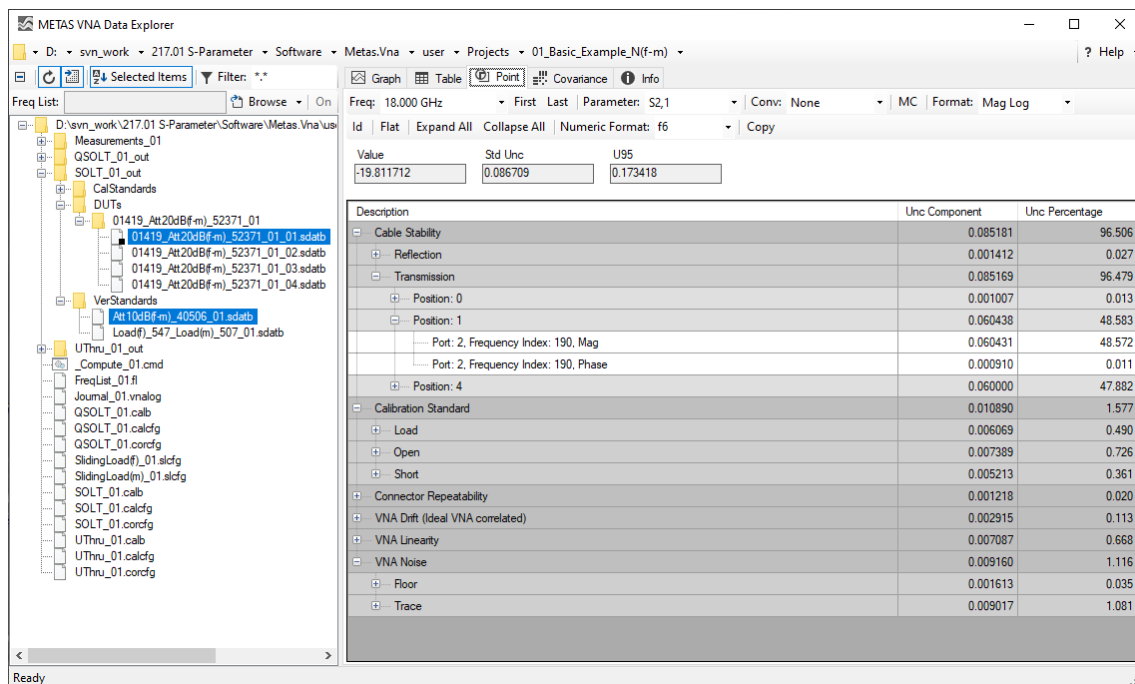 METAS VNA Data Explorer
D: svn_work 217.01 S-Parameter Software Metas.Vna user Projects 01_Basic_Example_N(f-m) ? Help
Selected Items Filter: *.* Graph Table Point Covariance Info
Freq List: Browse On Freq: 18.000 GHz First Last Parameter: S2,1 Conv: None MC Format: Mag Log
Id Flat Expand All Collapse All Numeric Format: f6 Copy
Value Std Unc U95
-19.811712 0.086709 0.173418
D:\svn_work\217.01 S-Parameter\Software\Metas.Vna\use
Measurements_01
QSOLT_01_out
SOLT_01_out
CalStandards
DUTs
01419_Att20dB(f-m)_52371_01
01419_Att20dB(f-m)_52371_01_01.sdatb
01419_Att20dB(f-m)_52371_01_02.sdatb
01419_Att20dB(f-m)_52371_01_03.sdatb
01419_Att20dB(f-m)_52371_01_04.sdatb
VerStandards
Att10dB(f-m)_40506_01.sdatb
Load(f)_547_Load(m)_507_01.sdatb
UThru_01_out
_Compute_01.cmd
FreqList_01.fl
Journal_01.vnalog
QSOLT_01.calb
QSOLT_01.calcfg
QSOLT_01.corcfg
SlidingLoad(f)_01.slcfg
SlidingLoad(m)_01.slcfg
SOLT_01.calb
SOLT_01.calcfg
SOLT_01.corcfg
UThru_01.calb
UThru_01.calcfg
UThru_01.corcfg
Description Unc Component Unc Percentage
Cable Stability 0.085181 96.506
Reflection 0.001412 0.027
Transmission 0.085169 96.479
Position: 0 0.001007 0.013
Position: 1 0.060438 48.583
Port: 2, Frequency Index: 190, Mag 0.060431 48.572
Port: 2, Frequency Index: 190, Phase 0.000910 0.011
Position: 4 0.060000 47.882
Calibration Standard 0.010890 1.577
Load 0.006069 0.490
Open 0.007389 0.726
Short 0.005213 0.361
Connector Repeatability 0.001218 0.020
VNA Drift (Ideal VNA correlated) 0.002915 0.113
VNA Linearity 0.007087 0.668
VNA Noise 0.009160 1.116
Floor 0.001613 0.035
Trace 0.009017 1.081
Ready